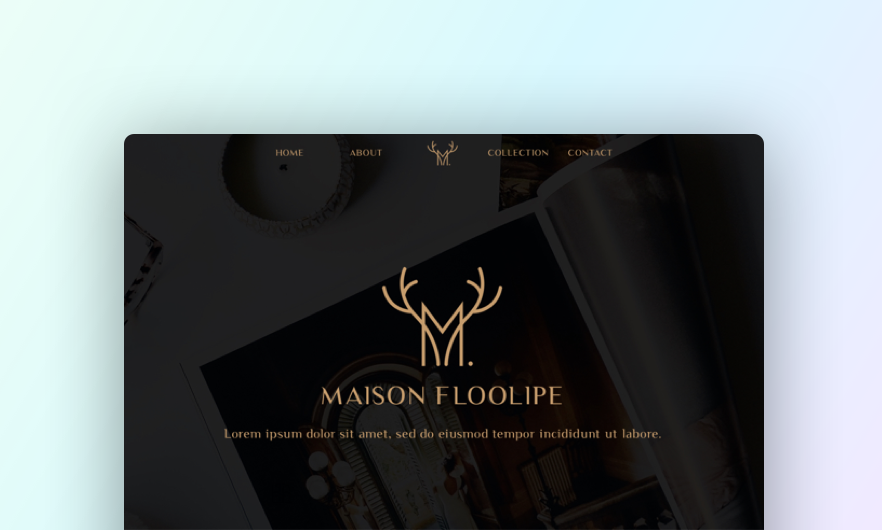 HOME ABOUT COLLECTION CONTACT
M.
MAISON FLOOLIPE
Lorem ipsum dolor sit amet, sed do eiusmod tempor incididunt ut labore.